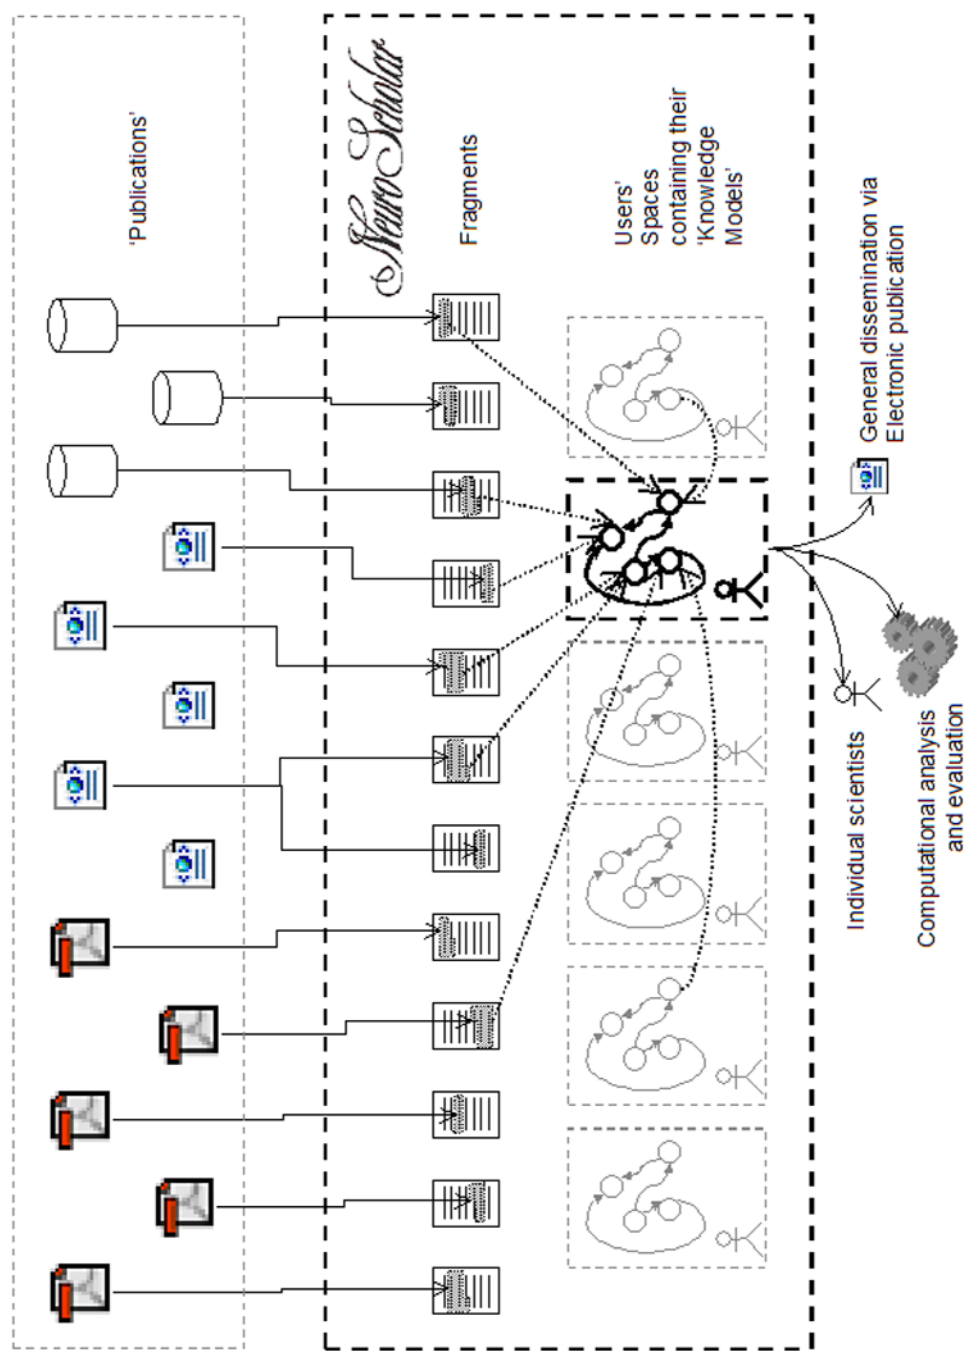 'Publications'
NeuroScholar
Fragments
Users'
Spaces
containing their
'Knowledge
Models'
General dissemination via
Electronic publication
Individual scientists
Computational analysis
and evaluation